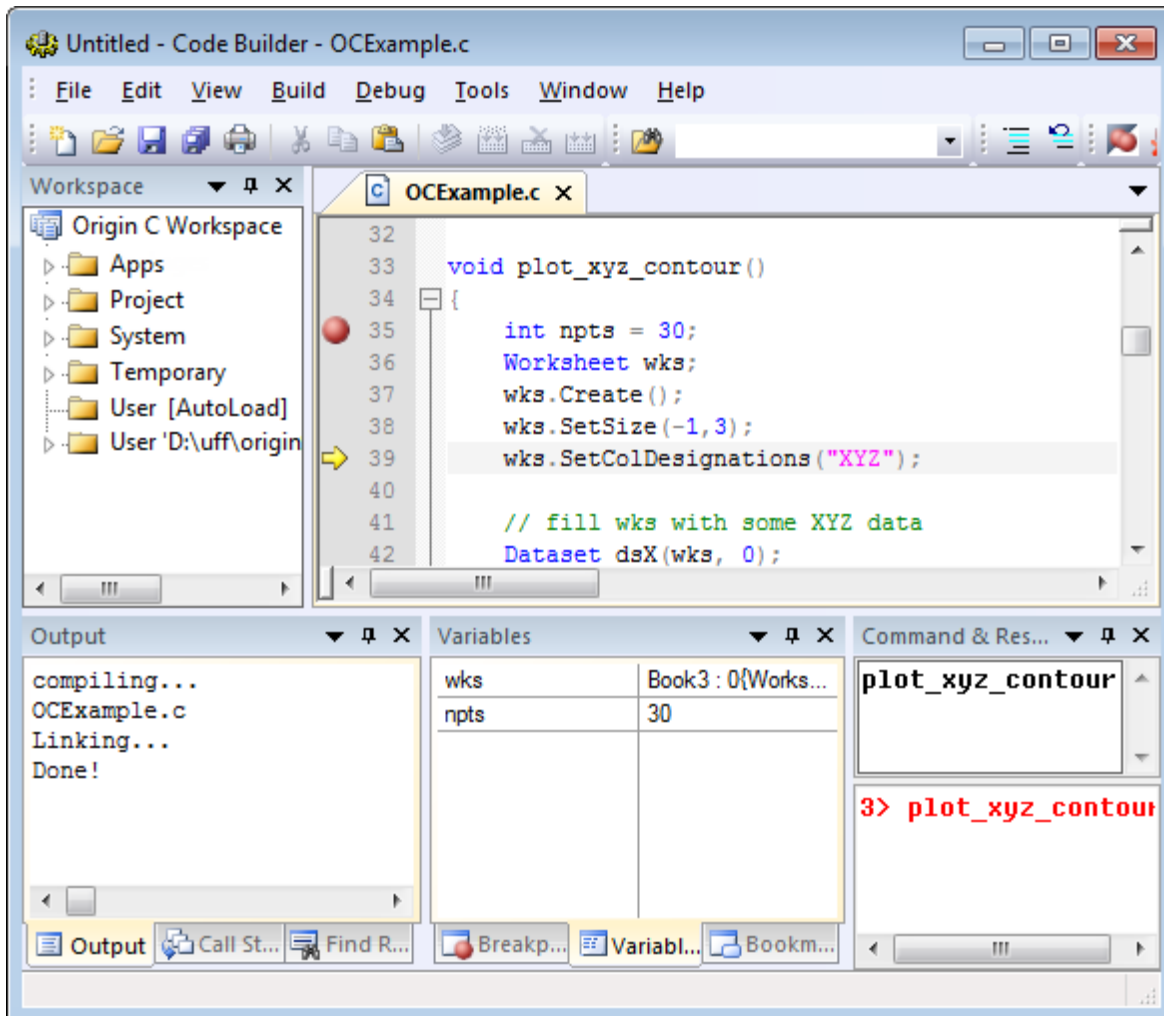 Untitled - Code Builder - OCExample.c
File Edit View Build Debug Tools Window Help
Workspace
Origin C Workspace
Apps
Project
System
Temporary
User [AutoLoad]
User 'D:\uff\origin
OCExample.c
32
33 void plot_xyz_contour()
34 {
35 int npts = 30;
36 Worksheet wks;
37 wks.Create();
38 wks.SetSize(-1,3);
39 wks.SetColDesignations("XYZ");
40
41 // fill wks with some XYZ data
42 Dataset dsX(wks, 0);
Output
compiling...
OCExample.c
Linking...
Done!
Output Call St... Find R...
Variables
wks Book3 : 0{Works...
npts 30
Breakp... Variabl... Bookm...
Command & Res...
plot_xyz_contour
3> plot_xyz_contour